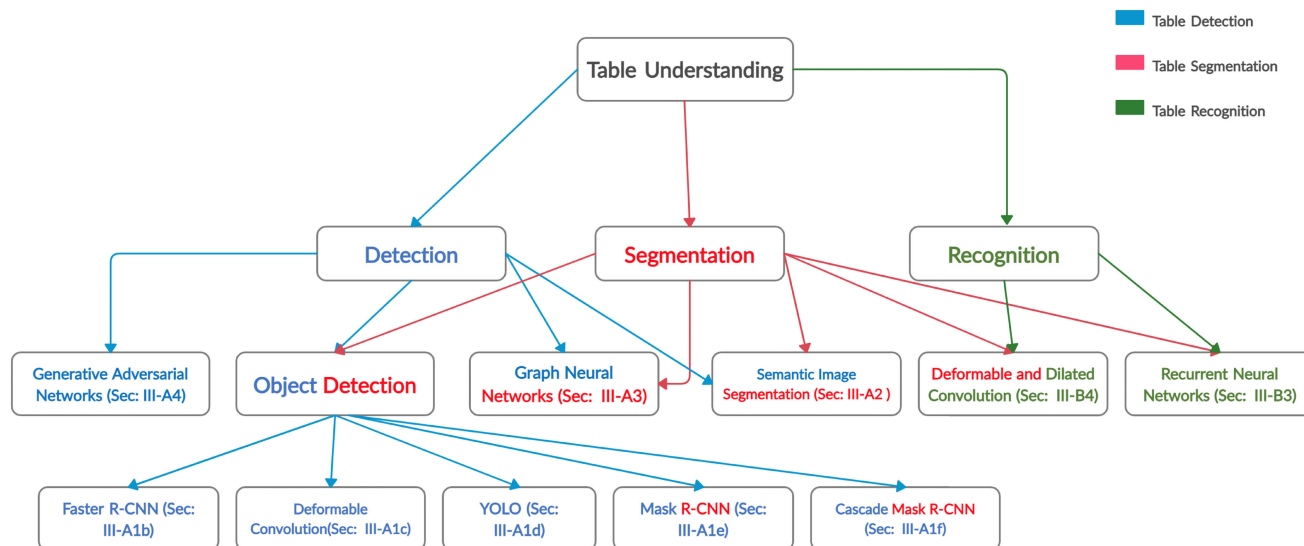 Table Detection
Table Understanding
Table Segmentation
Table Recognition
Detection
Segmentation
Recognition
Generative Adversarial
Networks (Sec: III-A4)
Object Detection
Graph Neural
Networks (Sec: III-A3)
Semantic Image
Segmentation (Sec: III-A2 )
Deformable and Dilated
Convolution (Sec: III-B4)
Recurrent Neural
Networks (Sec: III-B3)
Faster R-CNN (Sec:
III-A1b)
Deformable
Convolution(Sec: III-A1c)
YOLO (Sec:
III-A1d)
Mask R-CNN (Sec:
III-A1e)
Cascade Mask R-CNN
(Sec: III-A1f)